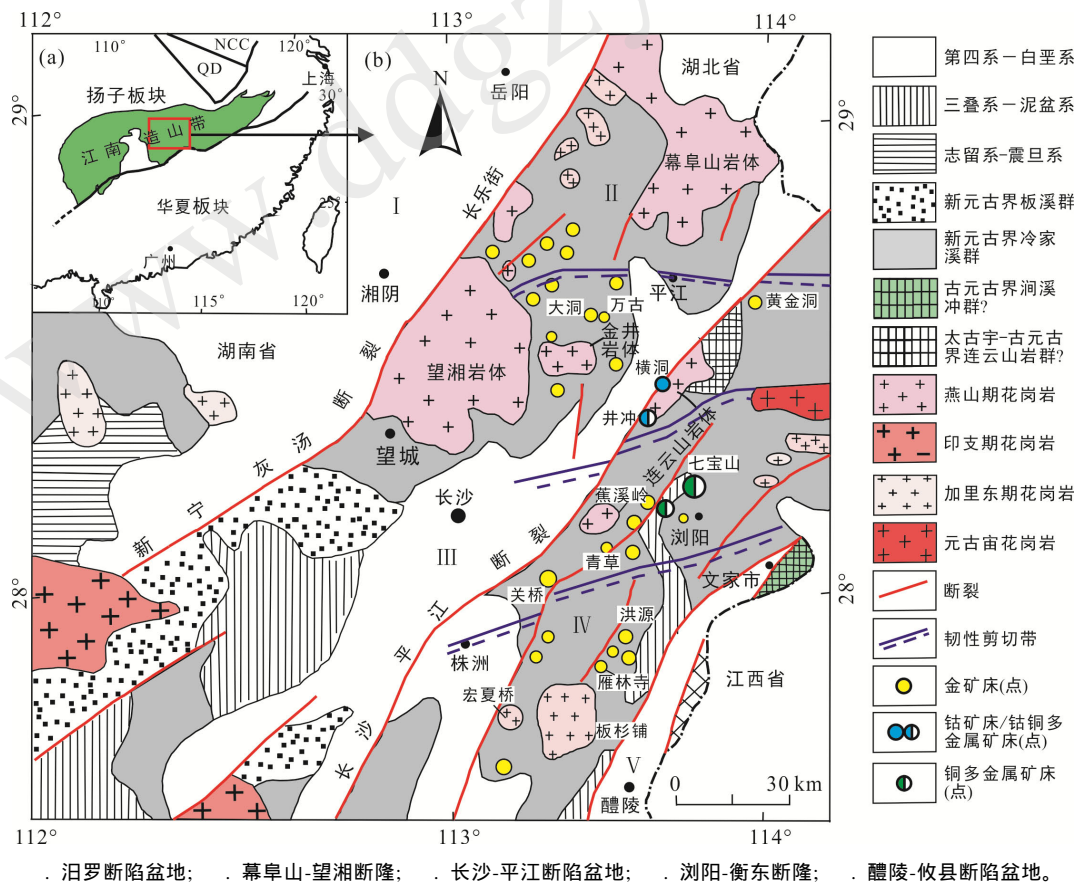 112°
113°
114°
(a)
110°
NCC
120°
QD
上海
30°
扬子板块
江南造山带
华夏板块
广州
115°
120°
(b)
N
岳阳
湖北省
29°
29°
幕阜山岩体
长乐街
Ⅰ
Ⅱ
湘阴
平江
黄金洞
大洞
万古
金井
岩体
横洞
湖南省
望湘岩体
断裂
井冲
望城
连云山岩体
新宁灰汤
长沙
七宝山
蕉溪岭
浏阳
Ⅲ
断裂
青草
文家市
28°
28°
关桥
平江
Ⅳ
洪源
株洲
雁林寺
江西省
宏夏桥
板杉铺
长沙
Ⅴ
醴陵
0 30 km
112°
113°
114°
第四系－白垩系
三叠系－泥盆系
志留系-震旦系
新元古界板溪群
新元古界冷家
溪群
古元古界涧溪
冲群?
太古宇-古元古
界连云山岩群?
燕山期花岗岩
印支期花岗岩
加里东期花岗岩
元古宙花岗岩
断裂
韧性剪切带
金矿床(点)
钴矿床/钴铜多
金属矿床(点)
铜多金属矿床
(点)
. 汨罗断陷盆地; . 幕阜山-望湘断隆; . 长沙-平江断陷盆地; . 浏阳-衡东断隆; . 醴陵-攸县断陷盆地。
www.ddgzy